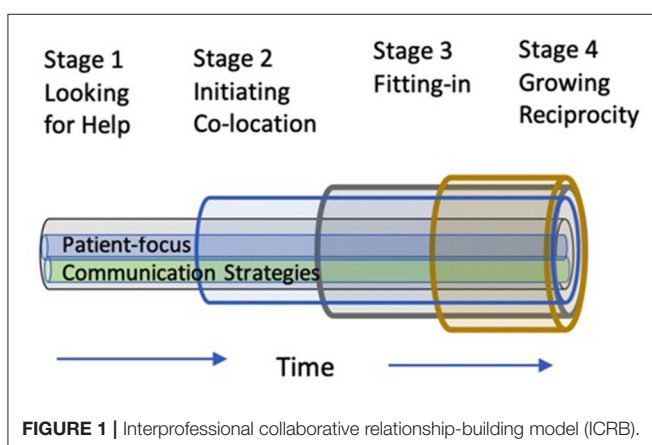 Stage 1
Looking
for Help
Stage 2
Initiating
Co-location
Stage 3
Fitting-in
Stage 4
Growing
Reciprocity
Patient-focus
Communication Strategies
Time
FIGURE 1 | Interprofessional collaborative relationship-building model (ICRB).